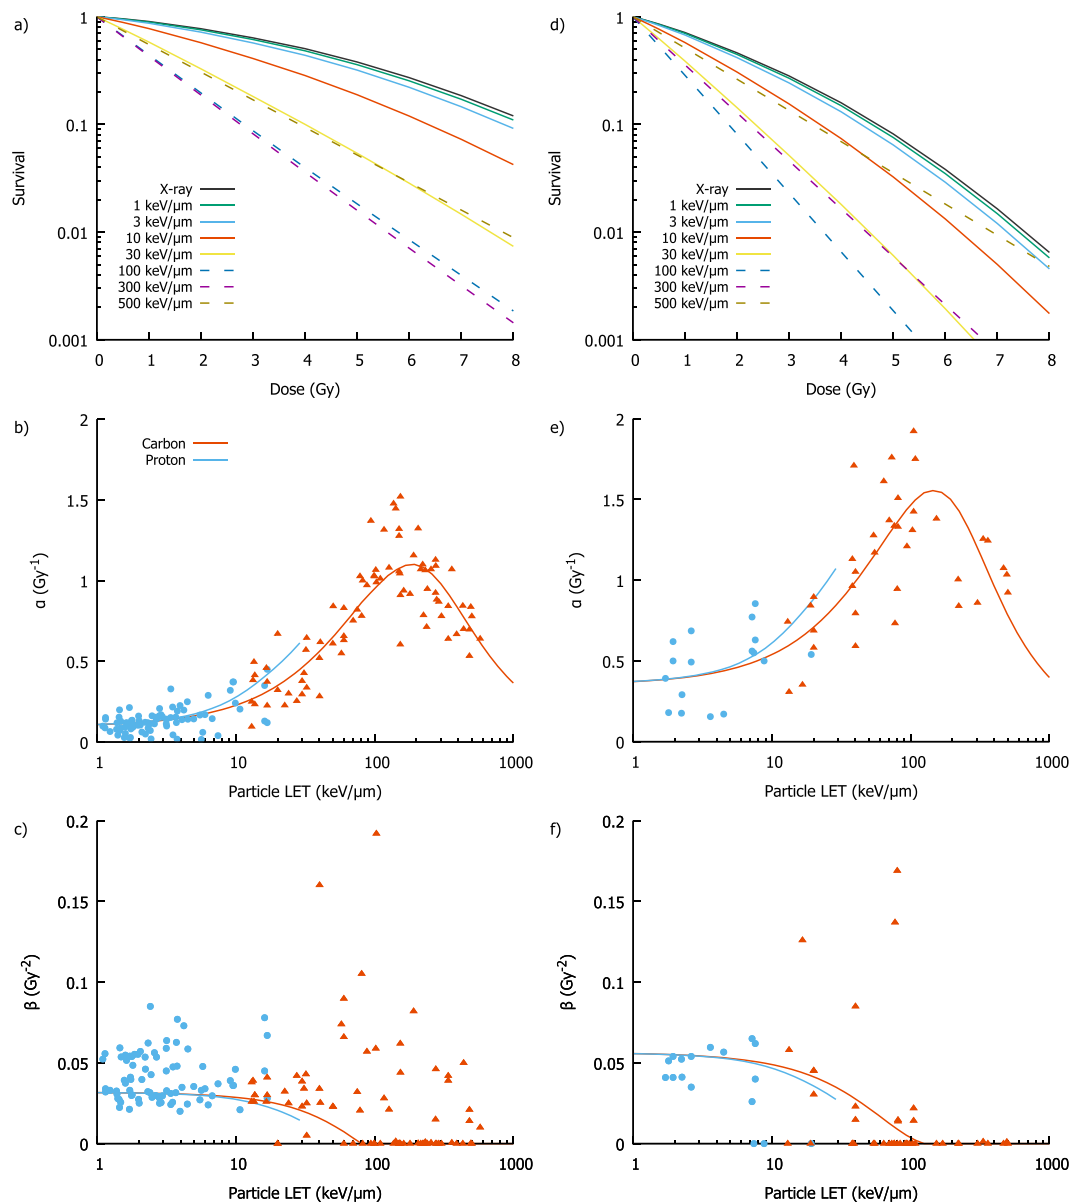 a)
1
0.1
0.01
0.001
Survival
X-ray
1 keV/µm
3 keV/µm
10 keV/µm
30 keV/µm
100 keV/µm
300 keV/µm
500 keV/µm
0 1 2 3 4 5 6 7 8
Dose (Gy)
d)
1
0.1
0.01
0.001
Survival
X-ray
1 keV/µm
3 keV/µm
10 keV/µm
30 keV/µm
100 keV/µm
300 keV/µm
500 keV/µm
0 1 2 3 4 5 6 7 8
Dose (Gy)
b)
2
1.5
1
0.5
0
α (Gy⁻¹)
Carbon
Proton
1 10 100 1000
Particle LET (keV/µm)
e)
2
1.5
1
0.5
0
α (Gy⁻¹)
1 10 100 1000
Particle LET (keV/µm)
c)
0.2
0.15
0.1
0.05
0
β (Gy⁻²)
1 10 100 1000
Particle LET (keV/µm)
f)
0.2
0.15
0.1
0.05
0
β (Gy⁻²)
1 10 100 1000
Particle LET (keV/µm)